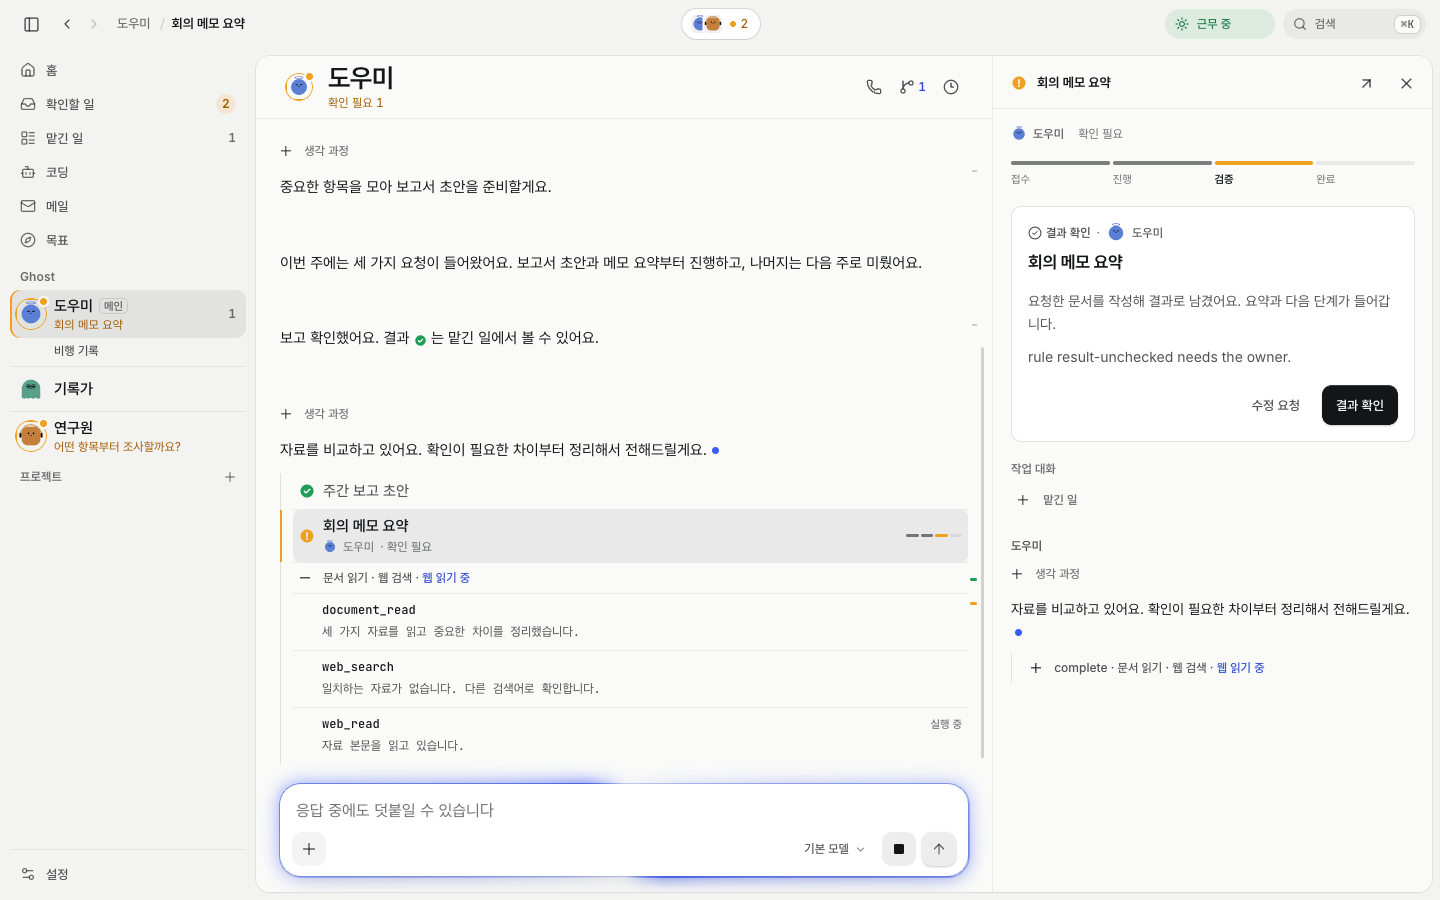 도우미 / 회의 메모 요약
2
근무 중
검색 ⌘K
홈
확인할 일 2
맡긴 일 1
코딩
메일
목표
Ghost
도우미 메인 1
회의 메모 요약
비행 기록
기록가
연구원
어떤 항목부터 조사할까요?
프로젝트
설정
도우미
확인 필요 1
1
생각 과정
중요한 항목을 모아 보고서 초안을 준비할게요.
이번 주에는 세 가지 요청이 들어왔어요. 보고서 초안과 메모 요약부터 진행하고, 나머지는 다음 주로 미뤘어요.
보고 확인했어요. 결과 는 맡긴 일에서 볼 수 있어요.
생각 과정
자료를 비교하고 있어요. 확인이 필요한 차이부터 정리해서 전해드릴게요.
주간 보고 초안
회의 메모 요약
도우미 · 확인 필요
문서 읽기 · 웹 검색 · 웹 읽기 중
document_read
세 가지 자료를 읽고 중요한 차이를 정리했습니다.
web_search
일치하는 자료가 없습니다. 다른 검색어로 확인합니다.
web_read 실행 중
자료 본문을 읽고 있습니다.
응답 중에도 덧붙일 수 있습니다
기본 모델
회의 메모 요약
도우미 확인 필요
접수 진행 검증 완료
결과 확인 · 도우미
회의 메모 요약
요청한 문서를 작성해 결과로 남겼어요. 요약과 다음 단계가 들어갑
니다.
rule result-unchecked needs the owner.
수정 요청 결과 확인
작업 대화
맡긴 일
도우미
생각 과정
자료를 비교하고 있어요. 확인이 필요한 차이부터 정리해서 전해드릴게요.
complete · 문서 읽기 · 웹 검색 · 웹 읽기 중